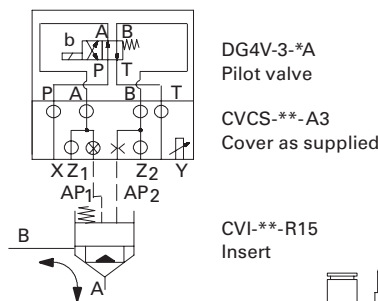 A B
b
P T
P A B T
DG4V-3-*A
Pilot valve
CVCS-**-A3
Cover as supplied
X Z1 Z2 Y
AP1 AP2
CVI-**-R15
Insert
B
A